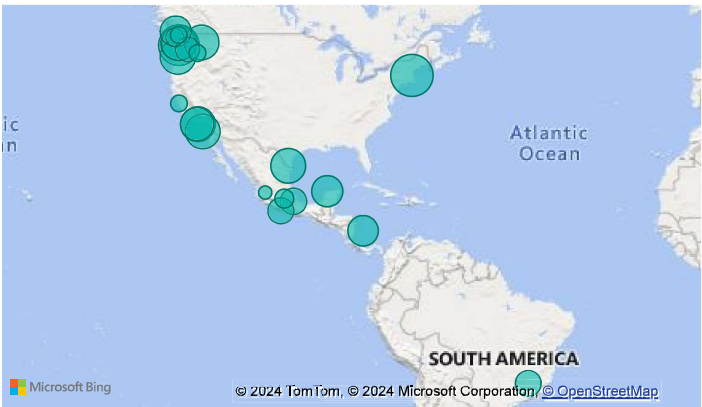 ic
n
Atlantic
Ocean
SOUTH AMERICA
Microsoft Bing
© 2024 TomTom, © 2024 Microsoft Corporation, © OpenStreetMap